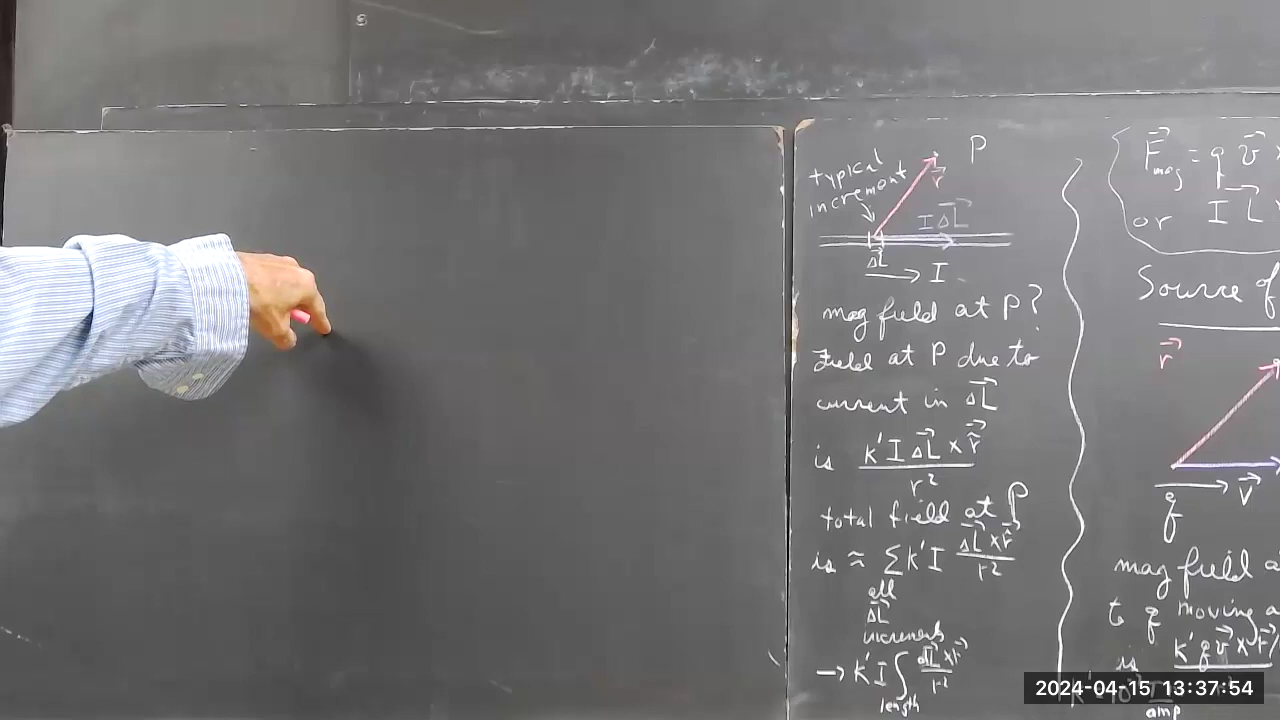 P
typical
increment
r
I ΔL
ΔL
I
mag field at P?
Field at P due to
current in ΔL
is k' I ΔL × r̂ / r²
total field at P
is ≈ Σ k' I ΔL × r̂ / r²
all
ΔL
increments
→ k' I ∫ dL × r̂ / r²
length
F mag = q v
or I L
Source of
r
q
v
mag field a
to q moving a
is k' q v × r̂
amp
2024-04-15 13:37:54